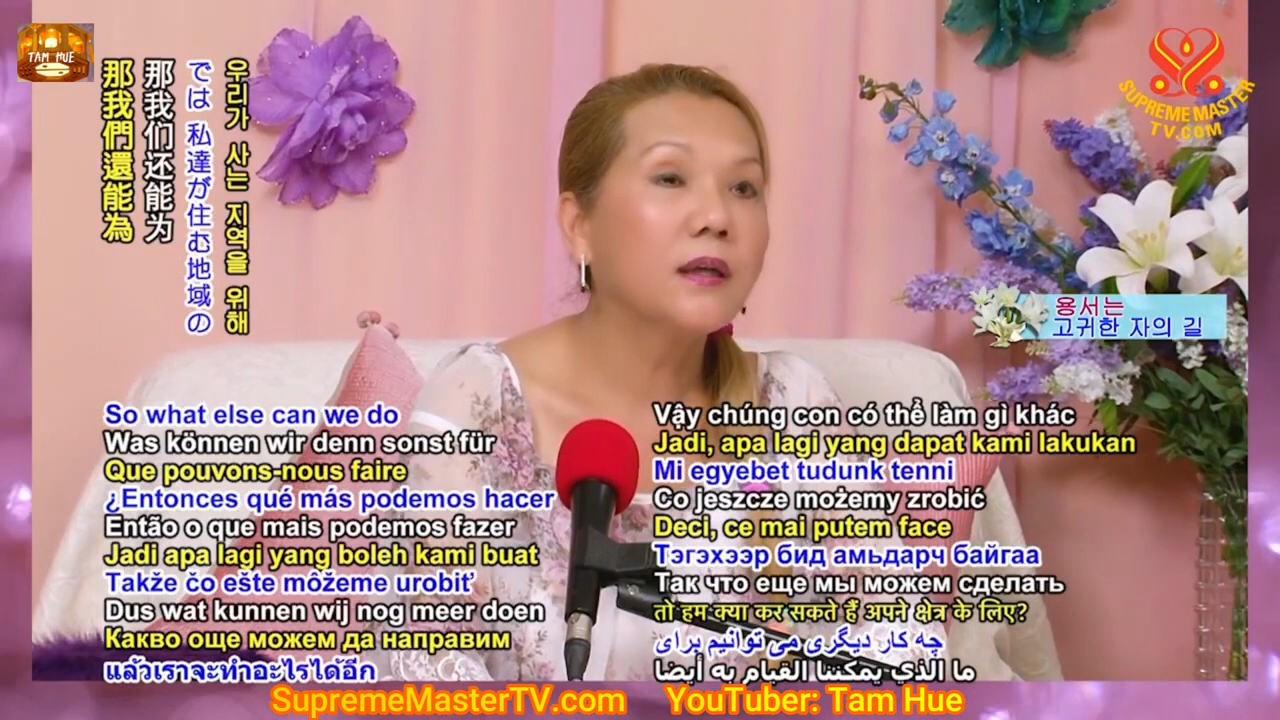 TAM HUE
SUPREME MASTER
TV.COM
那我們還能為
那我们还能为
では 私達が住む地域の
우리가 사는 지역을 위해
용서는
고귀한 자의 길
So what else can we do
Was können wir denn sonst für
Que pouvons-nous faire
¿Entonces qué más podemos hacer
Então o que mais podemos fazer
Jadi apa lagi yang boleh kami buat
Takže čo ešte môžeme urobiť
Dus wat kunnen wij nog meer doen
Какво още можем да направим
แล้วเราจะทำอะไรได้อีก
Vậy chúng con có thể làm gì khác
Jadi, apa lagi yang dapat kami lakukan
Mi egyebet tudunk tenni
Co jeszcze możemy zrobić
Deci, ce mai putem face
Тэгэхээр бид амьдарч байгаа
Так что еще мы можем сделать
तो हम क्या कर सकते हैं अपने क्षेत्र के लिए?
چه کار دیگری می توانیم برای
ما الذي يمكننا القيام به أيضا
SupremeMasterTV.com YouTuber: Tam Hue